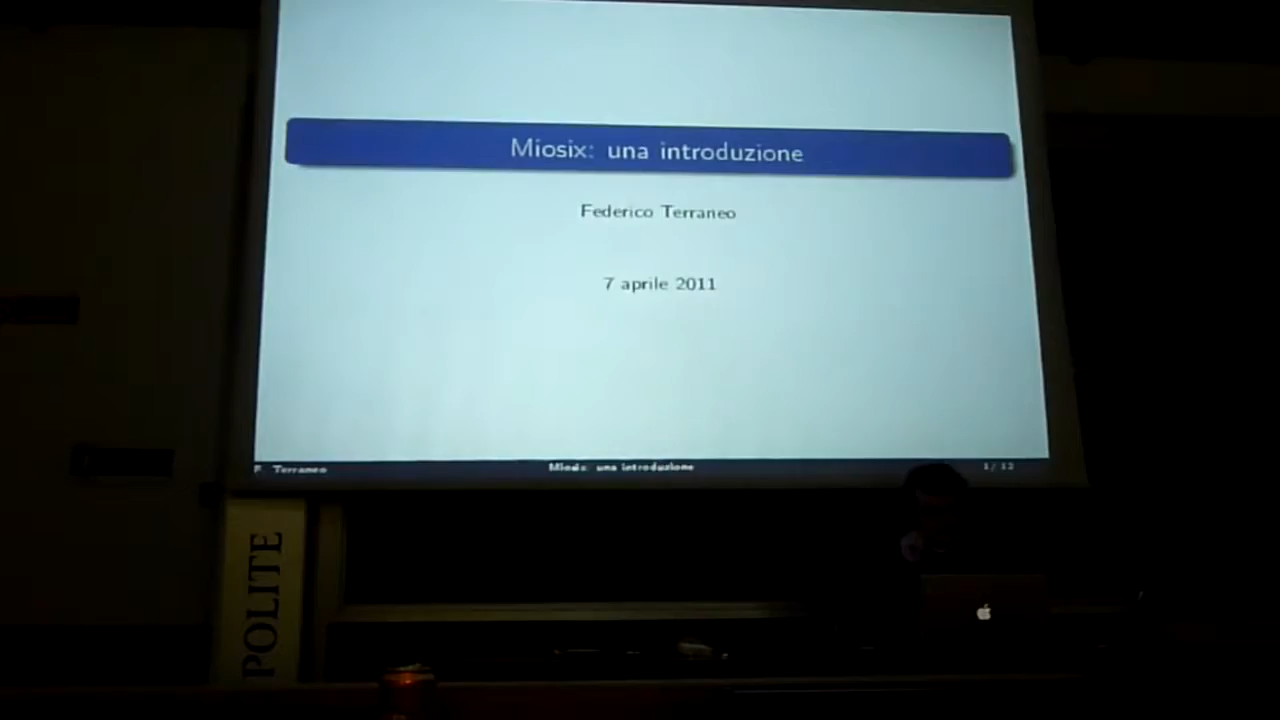 Miosix: una introduzione
Federico Terraneo
7 aprile 2011
F. Terraneo
Miosix: una introduzione
1/ 12
POLITE